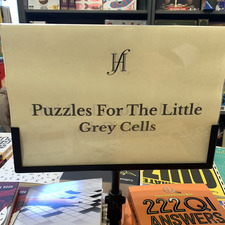 Puzzles For The Little
Grey Cells
222 QI
ANSWERS